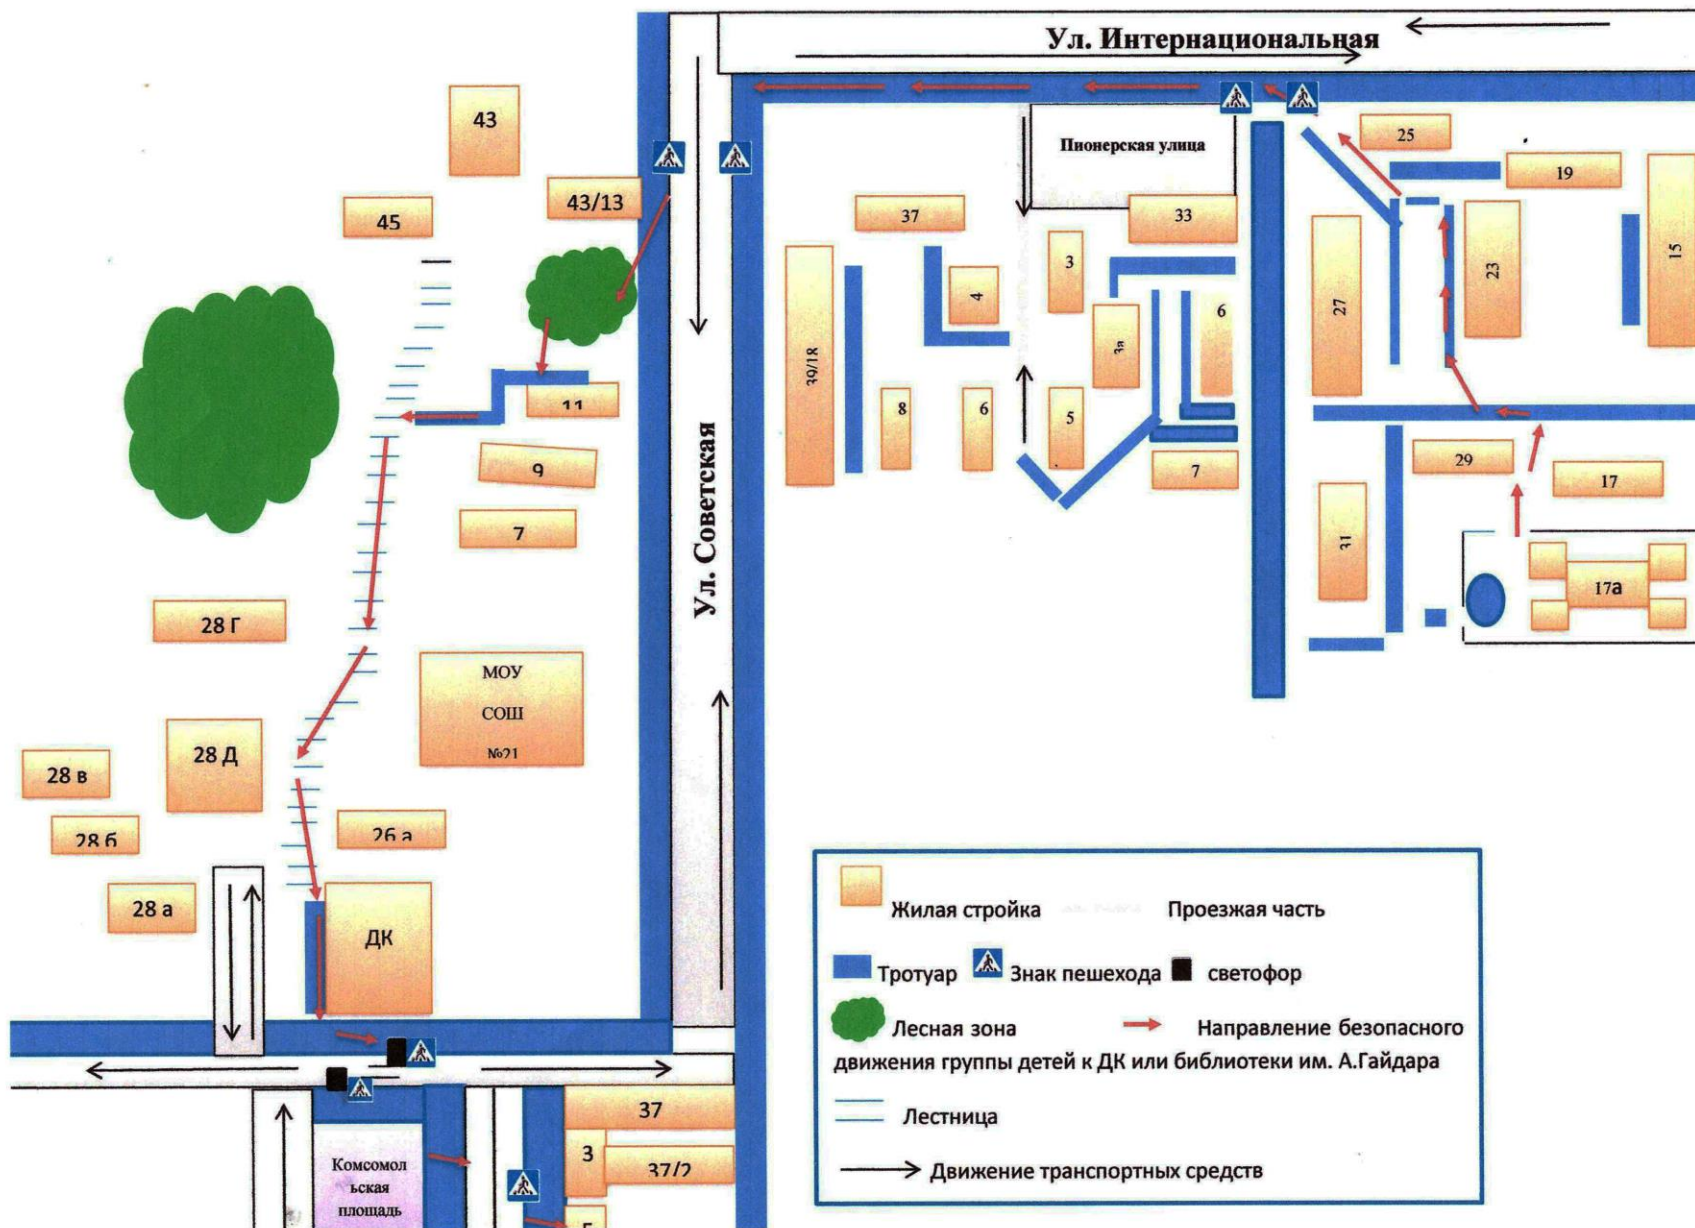 Ул. Интернациональная
43
25
Пионерская улица
19
43/13
45
37
33
15
3
23
4
6
27
3а
39/18
11
8
6
5
9
29
7
17
7
Ул. Советская
31
17а
28 Г
МОУ
СОШ
№21
28 Д
28 в
28 б
26 а
28 а
ДК
Жилая стройка
Проезжая часть
Тротуар
Знак пешехода
светофор
Лесная зона
Направление безопасного
движения группы детей к ДК или библиотеки им. А.Гайдара
Лестница
Движение транспортных средств
37
3
37/2
Комсомол
ьская
площадь